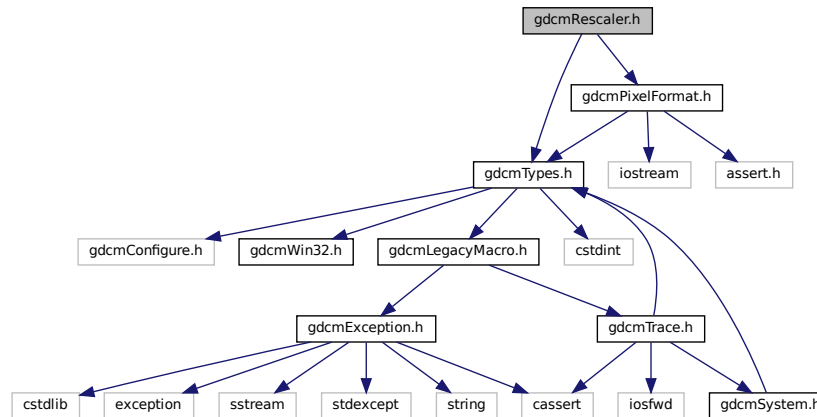 gdcmRescaler.h
gdcmPixelFormat.h
gdcmTypes.h
iostream
assert.h
gdcmConfigure.h
gdcmWin32.h
gdcmLegacyMacro.h
cstdint
gdcmException.h
gdcmTrace.h
cstdlib
exception
sstream
stdexcept
string
cassert
iosfwd
gdcmSystem.h